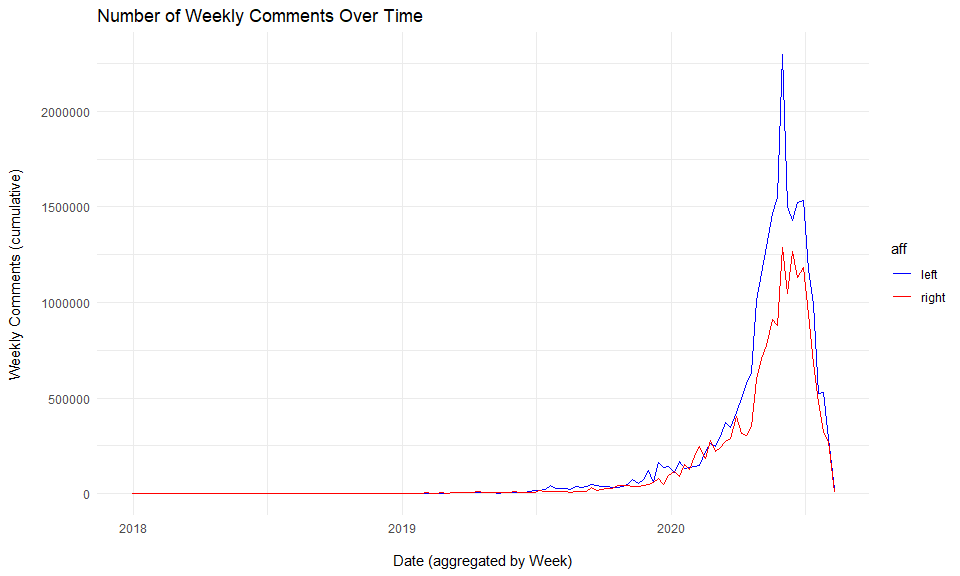 Number of Weekly Comments Over Time
Weekly Comments (cumulative)
2000000
1500000
1000000
500000
0
2018
2019
2020
Date (aggregated by Week)
aff
left
right